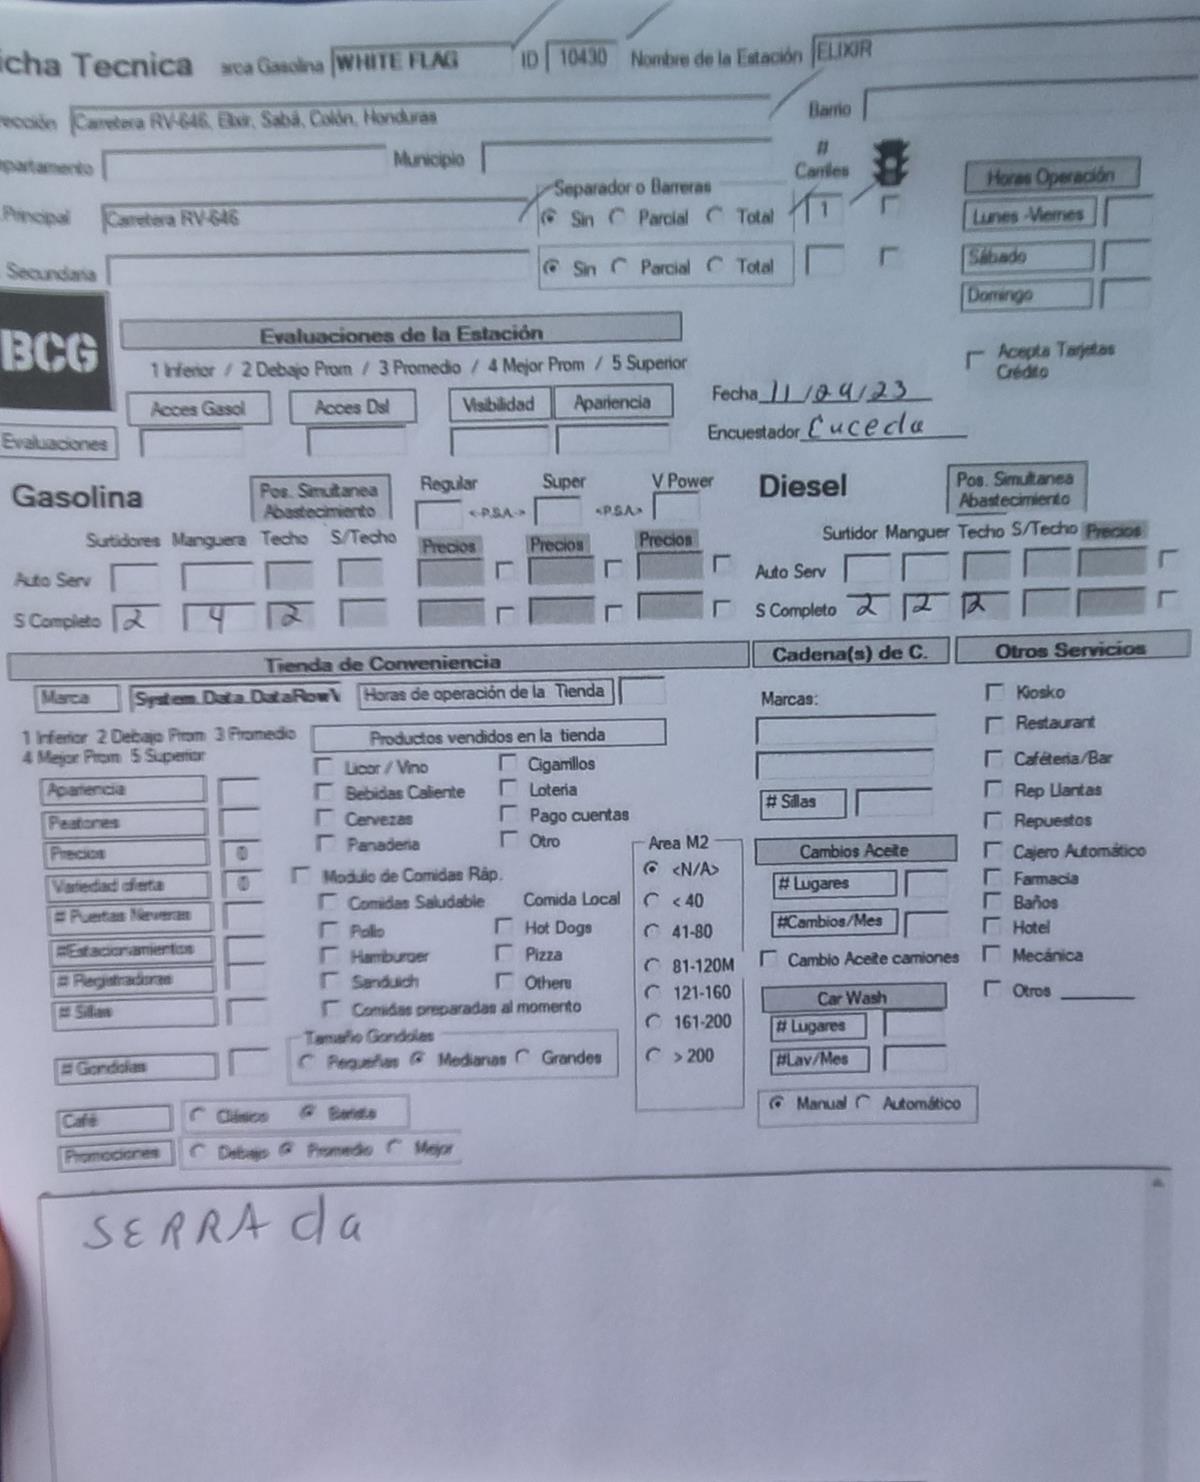 icha Tecnica arca Gasolina WHITE FLAG ID 10430 Nombre de la Estación ELIXIR
rección Carretera RV-646, Elixir, Sabá, Colón, Honduras Barrio
partamento Municipio # Carriles
Separador o Barreras
Principal Carretera RV-646 Sin Parcial Total 1
Secundaria Sin Parcial Total
Horas Operación
Lunes -Viernes
Sábado
Domingo
BCG
Evaluaciones de la Estación
1 Inferior / 2 Debajo Prom / 3 Promedio / 4 Mejor Prom / 5 Superior
Acepta Tarjetas
Crédito
Acces Gasol Acces Dsl Visibilidad Apariencia
Fecha 11/04/23
Evaluaciones
Encuestador Euceda
Gasolina Pos. Simultanea Abastecimiento Regular <-P.S.A.-> Super <-P.S.A.> V Power
Surtidores Manguera Techo S/Techo Precios Precios Precios
Auto Serv
S Completo 2 4 2
Diesel Pos. Simultanea Abastecimiento
Surtidor Manguer Techo S/Techo Precios
Auto Serv
S Completo 2 2 2
Tienda de Conveniencia
Marca System.Data.DataRowV Horas de operación de la Tienda
1 Inferior 2 Debajo Prom 3 Promedio
4 Mejor Prom 5 Superior
Apariencia
Peatones
Precios 0
Variedad oferta 0
# Puertas Neveras
#Estacionamientos
# Registradoras
# Sillas
# Gondolas
Productos vendidos en la tienda
Licor / Vino Cigarrillos
Bebidas Caliente Loteria
Cervezas Pago cuentas
Panaderia Otro
Modulo de Comidas Ráp.
Comidas Saludable Comida Local
Pollo Hot Dogs
Hamburger Pizza
Sanduich Others
Comidas preparadas al momento
Tamaño Gondolas
Pequeñas Medianas Grandes
Area M2
<N/A>
< 40
41-80
81-120M
121-160
161-200
> 200
Café Clásico Barista
Promociones Debajo Promedio Mejor
Cadena(s) de C.
Marcas:
# Sillas
Cambios Aceite
# Lugares
#Cambios/Mes
Cambio Aceite camiones
Car Wash
# Lugares
#Lav/Mes
Manual Automático
Otros Servicios
Kiosko
Restaurant
Caféteria/Bar
Rep Llantas
Repuestos
Cajero Automático
Farmacia
Baños
Hotel
Mecánica
Otros
SERRAda